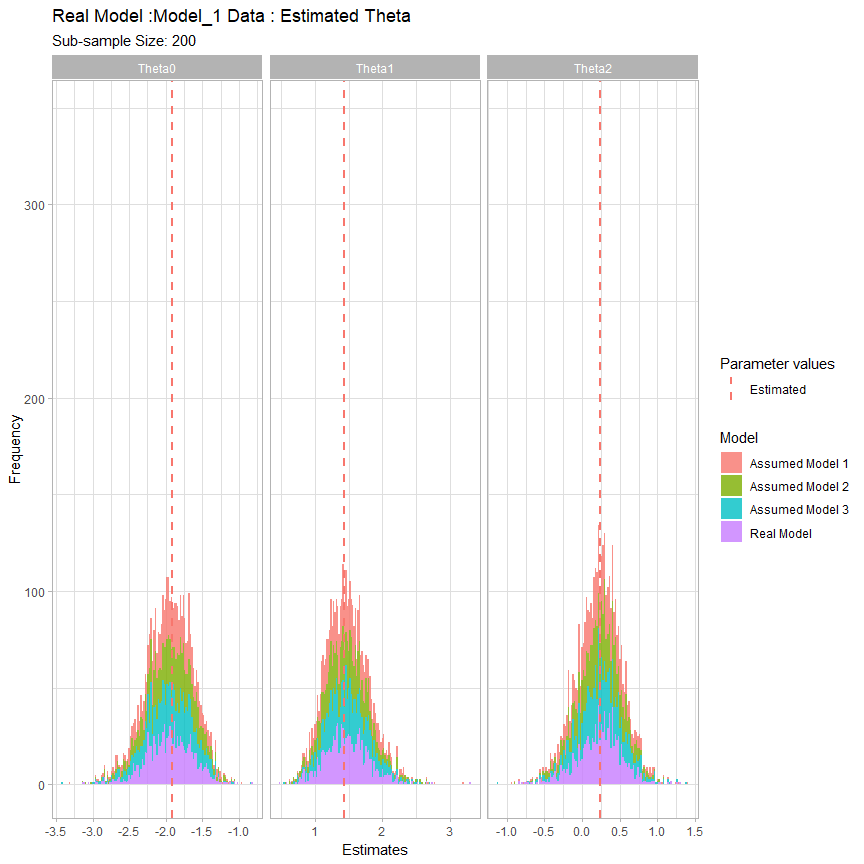 Real Model :Model_1 Data : Estimated Theta
Sub-sample Size: 200
Theta0 Theta1 Theta2
300
200
100
0
Frequency
-3.5 -3.0 -2.5 -2.0 -1.5 -1.0 1 2 3 -1.0 -0.5 0.0 0.5 1.0 1.5
Estimates
Parameter values
Estimated
Model
Assumed Model 1
Assumed Model 2
Assumed Model 3
Real Model